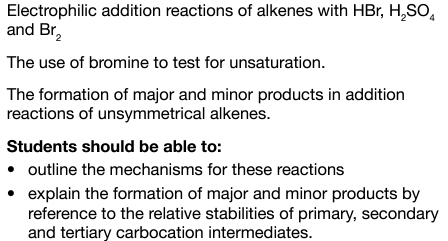 Electrophilic addition reactions of alkenes with HBr, H₂SO₄
and Br₂
The use of bromine to test for unsaturation.
The formation of major and minor products in addition
reactions of unsymmetrical alkenes.
Students should be able to:
• outline the mechanisms for these reactions
• explain the formation of major and minor products by
reference to the relative stabilities of primary, secondary
and tertiary carbocation intermediates.